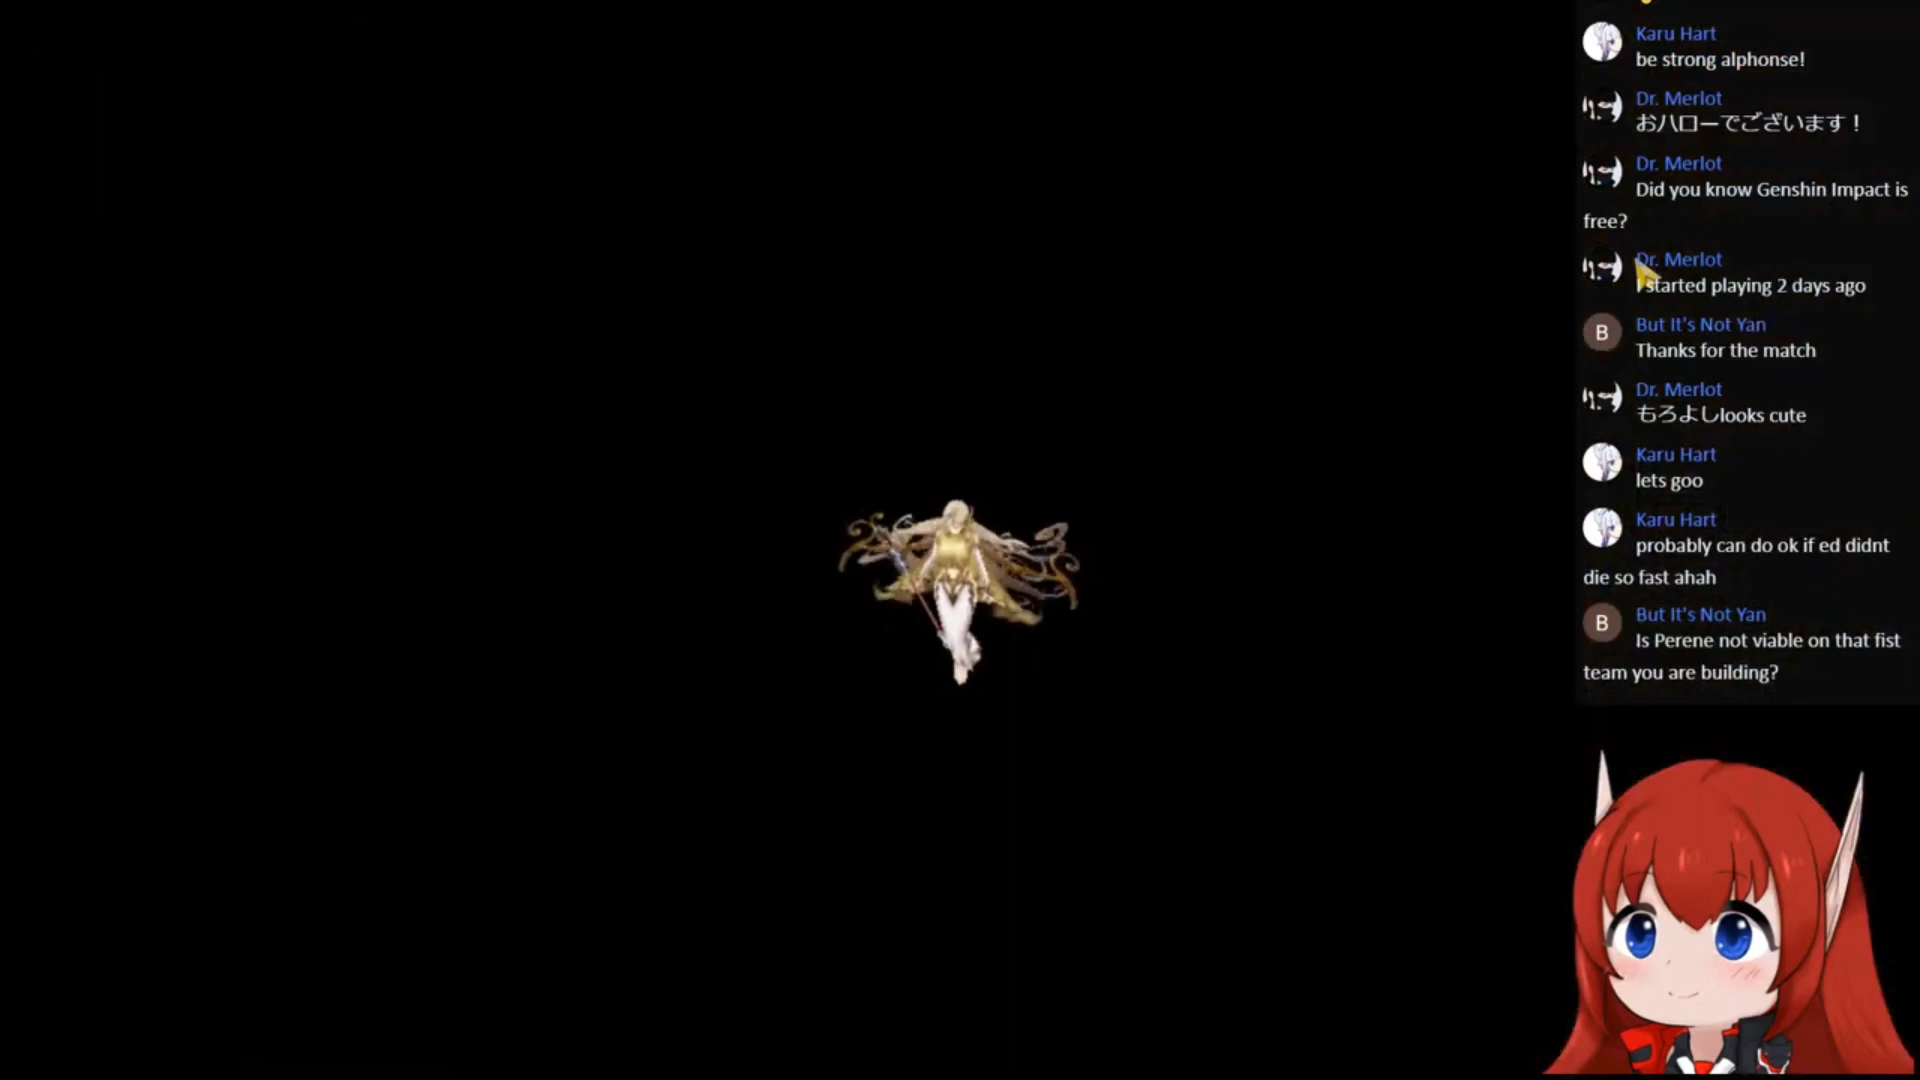 Karu Hart
be strong alphonse!
Dr. Merlot
おハローでございます！
Dr. Merlot
Did you know Genshin Impact is
free?
Dr. Merlot
I started playing 2 days ago
B But It's Not Yan
Thanks for the match
Dr. Merlot
もろよしlooks cute
Karu Hart
lets goo
Karu Hart
probably can do ok if ed didnt
die so fast ahah
B But It's Not Yan
Is Perene not viable on that fist
team you are building?